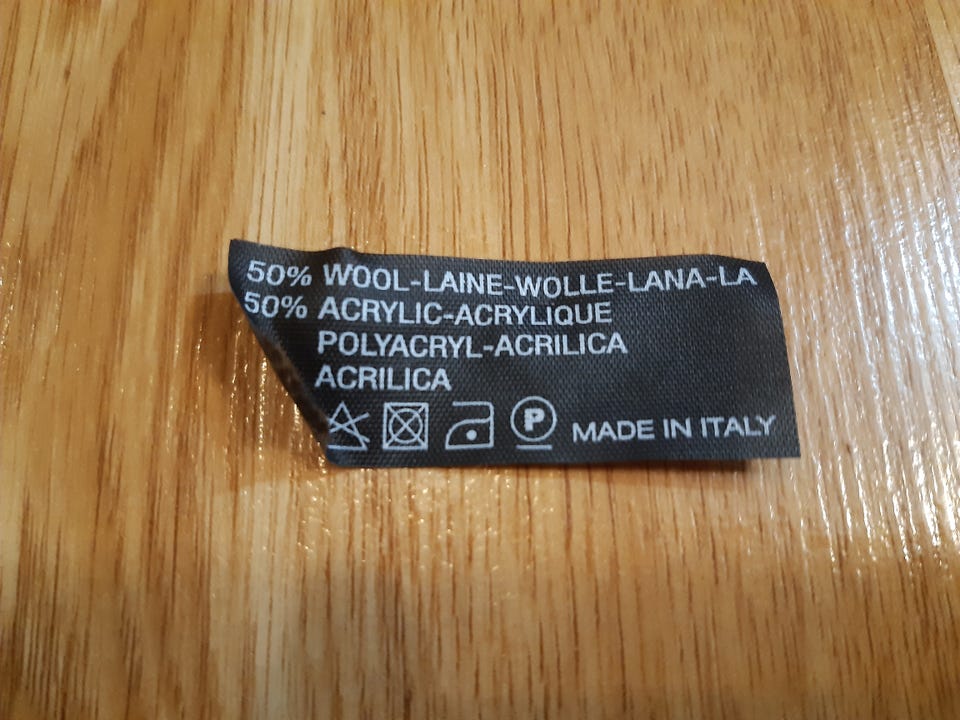 50% WOOL-LAINE-WOLLE-LANA-LA
50% ACRYLIC-ACRYLIQUE
POLYACRYL-ACRILICA
ACRILICA
P MADE IN ITALY